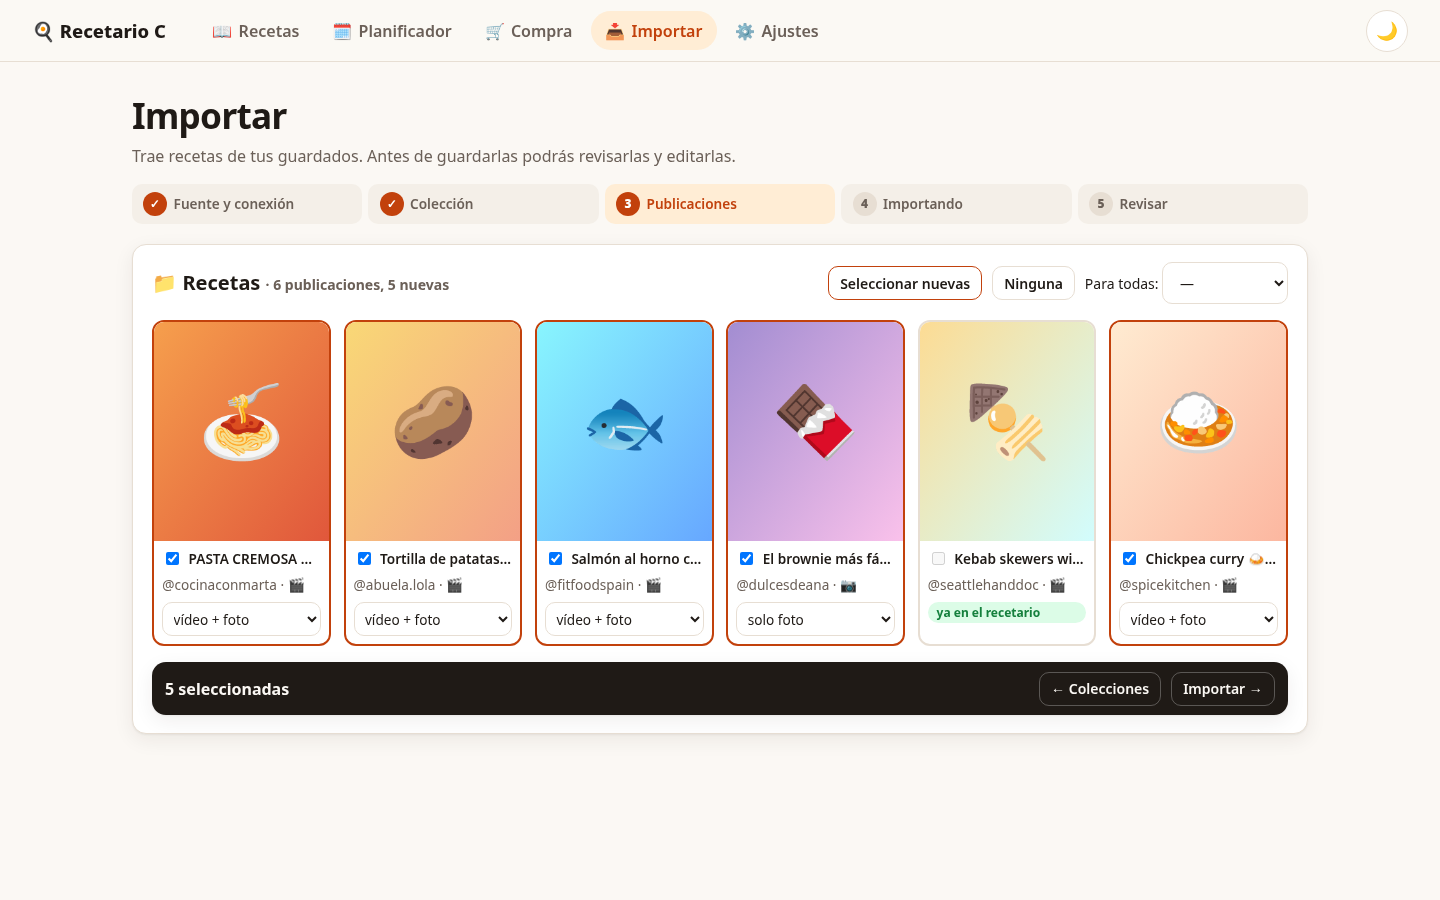 Recetario C
Recetas
Planificador
Compra
Importar
Ajustes
Importar
Trae recetas de tus guardados. Antes de guardarlas podrás revisarlas y editarlas.
✓ Fuente y conexión
✓ Colección
3 Publicaciones
4 Importando
5 Revisar
Recetas · 6 publicaciones, 5 nuevas
Seleccionar nuevas
Ninguna
Para todas: —
PASTA CREMOSA ...
@cocinaconmarta ·
vídeo + foto
Tortilla de patatas...
@abuela.lola ·
vídeo + foto
Salmón al horno c...
@fitfoodspain ·
vídeo + foto
El brownie más fá...
@dulcesdeana ·
solo foto
Kebab skewers wi...
@seattlehanddoc ·
ya en el recetario
Chickpea curry 🍛...
@spicekitchen ·
vídeo + foto
5 seleccionadas
← Colecciones
Importar →